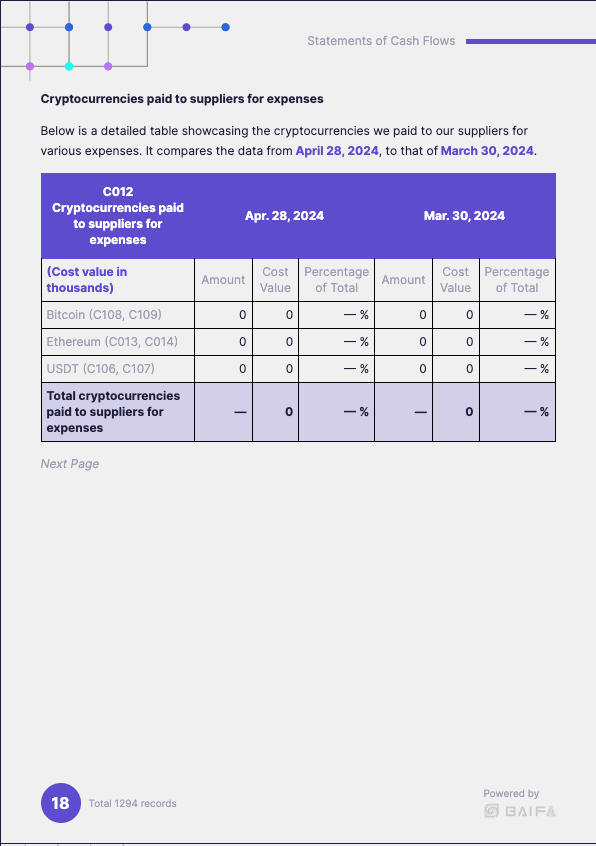 Statements of Cash Flows
Cryptocurrencies paid to suppliers for expenses
Below is a detailed table showcasing the cryptocurrencies we paid to our suppliers for
various expenses. It compares the data from April 28, 2024, to that of March 30, 2024.
C012
Cryptocurrencies paid
to suppliers for
expenses
Apr. 28, 2024
Mar. 30, 2024
(Cost value in
thousands)
Amount
Cost
Value
Percentage
of Total
Amount
Cost
Value
Percentage
of Total
Bitcoin (C108, C109) 0 0 — % 0 0 — %
Ethereum (C013, C014) 0 0 — % 0 0 — %
USDT (C106, C107) 0 0 — % 0 0 — %
Total cryptocurrencies
paid to suppliers for
expenses
— 0 — % — 0 — %
Next Page
18 Total 1294 records
Powered by
BAIFA